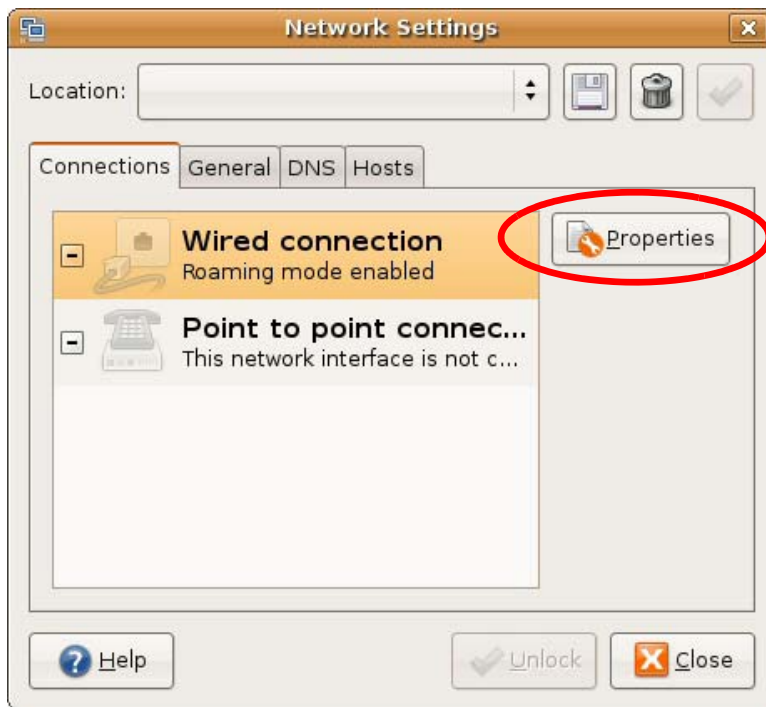 Network Settings
Location:
Connections General DNS Hosts
Wired connection
Roaming mode enabled
Properties
Point to point connec...
This network interface is not c...
Help
Unlock
Close